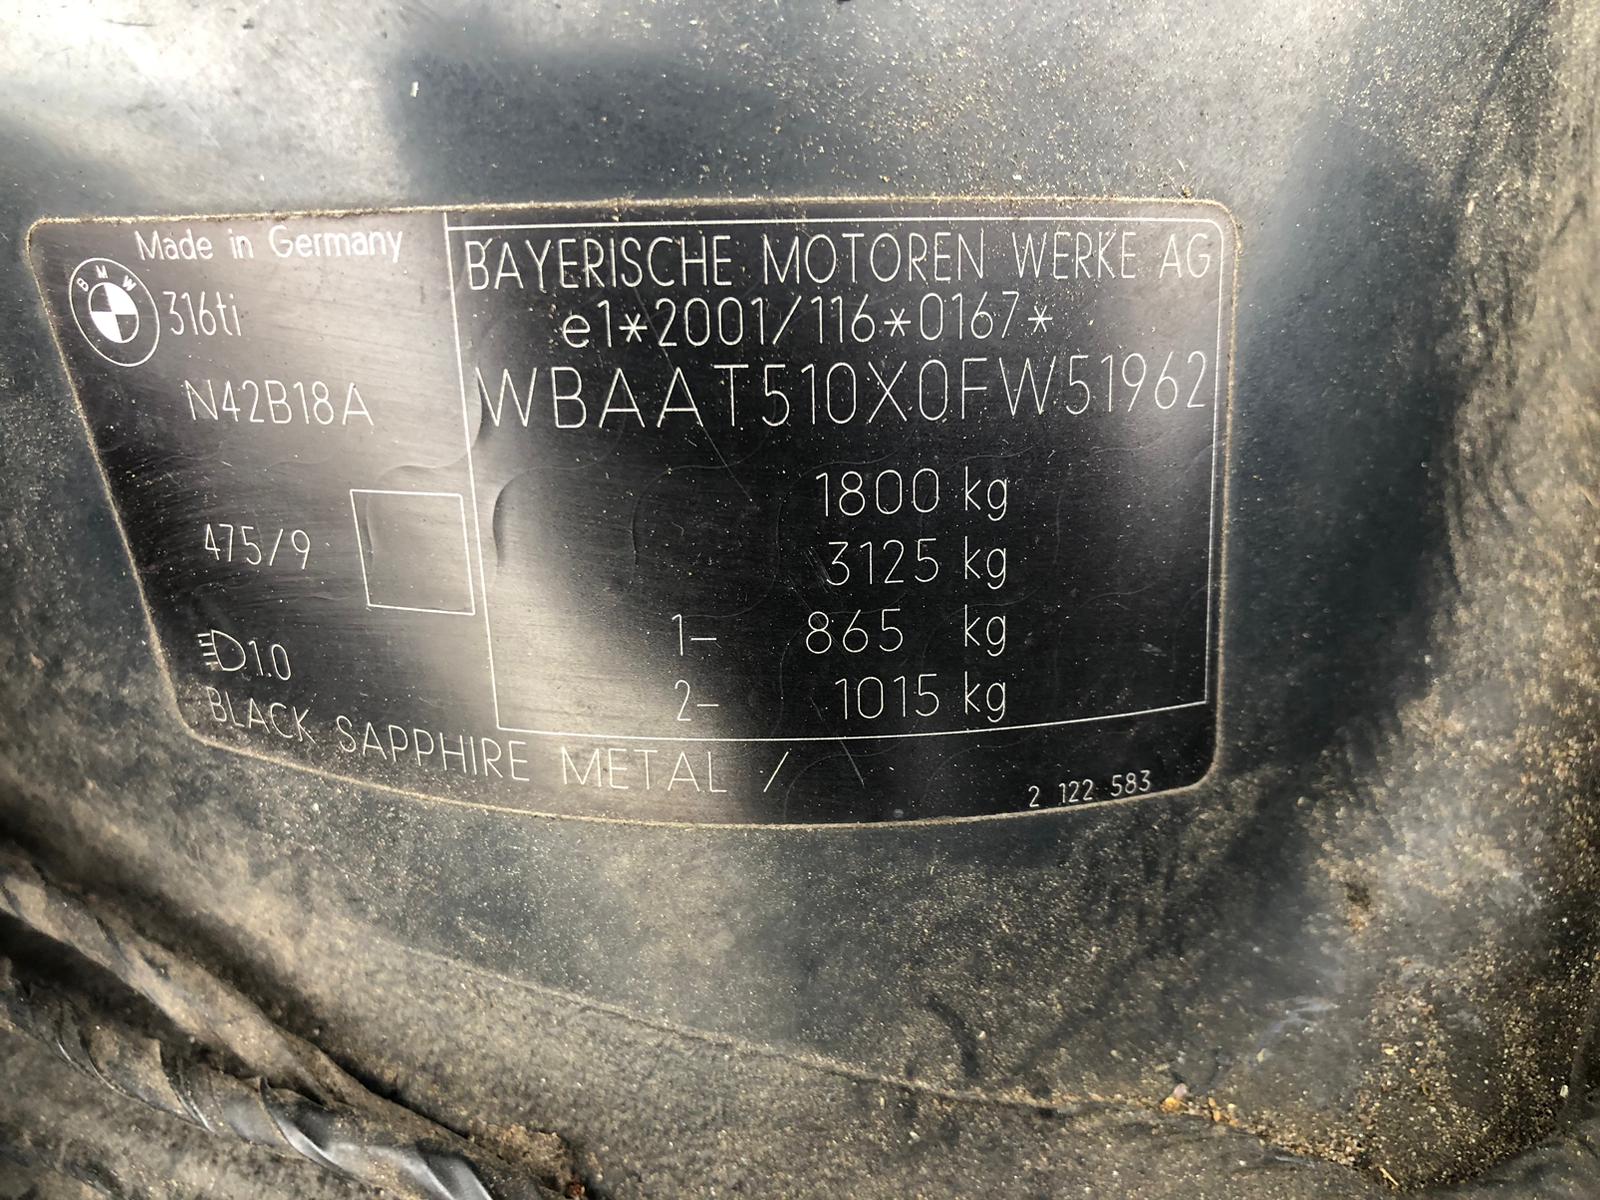 Made in Germany
BMW
316ti
N42B18A
475/9
D1.0
BLACK SAPPHIRE METAL /
BAYERISCHE MOTOREN WERKE AG
e1*2001/116*0167*
WBAAT510X0FW51962
1800 kg
3125 kg
1- 865 kg
2- 1015 kg
2 122 583